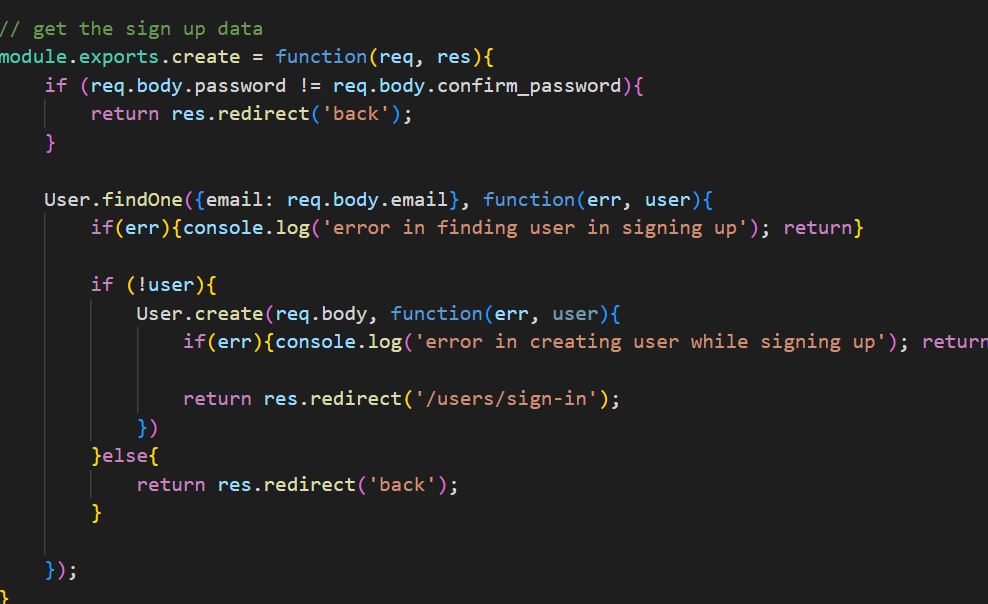 // get the sign up data
module.exports.create = function(req, res){
if (req.body.password != req.body.confirm_password){
return res.redirect('back');
}
User.findOne({email: req.body.email}, function(err, user){
if(err){console.log('error in finding user in signing up'); return}
if (!user){
User.create(req.body, function(err, user){
if(err){console.log('error in creating user while signing up'); return
return res.redirect('/users/sign-in');
})
}else{
return res.redirect('back');
}
});
}